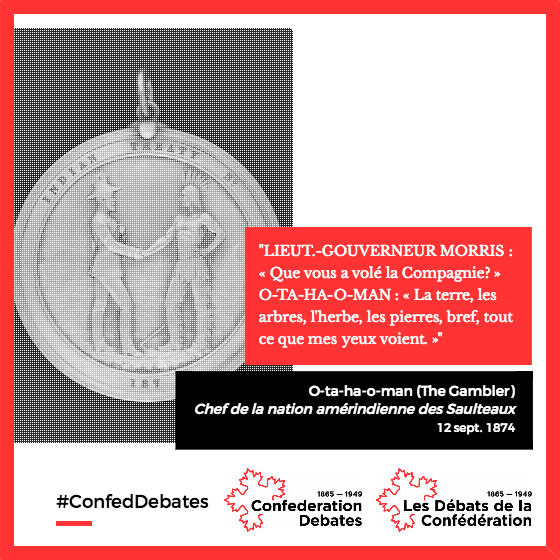 INDIAN TREATY No
187
"LIEUT.-GOUVERNEUR MORRIS :
« Que vous a volé la Compagnie? »
O-TA-HA-O-MAN : « La terre, les
arbres, l'herbe, les pierres, bref, tout
ce que mes yeux voient. »"
O-ta-ha-o-man (The Gambler)
Chef de la nation amérindienne des Saulteaux
12 sept. 1874
#ConfedDebates
1865 — 1949
Confederation
Debates
1865 — 1949
Les Débats de la
Confédération